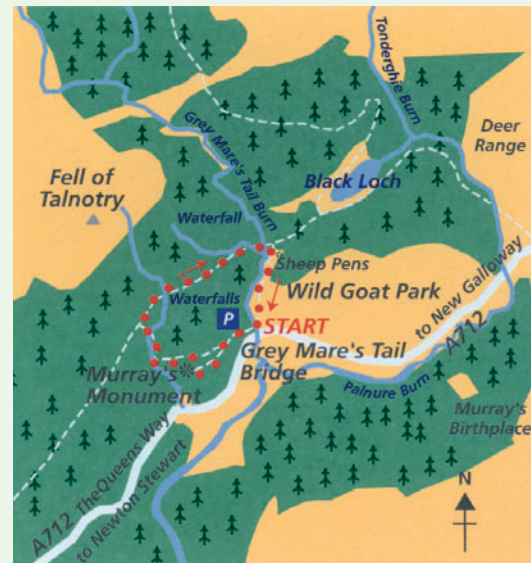 Tonderghie Burn
Deer
Range
Grey Mare's Tail Burn
Black Loch
Fell of
Talnotry
Waterfall
Sheep Pens
Waterfalls
Wild Goat Park
P
START
to New Galloway
A712
Grey Mare's Tail
Bridge
Murray's
Monument
Palnure Burn
Murray's
Birthplace
A712 TheQueens Way
to Newton Stewart
N